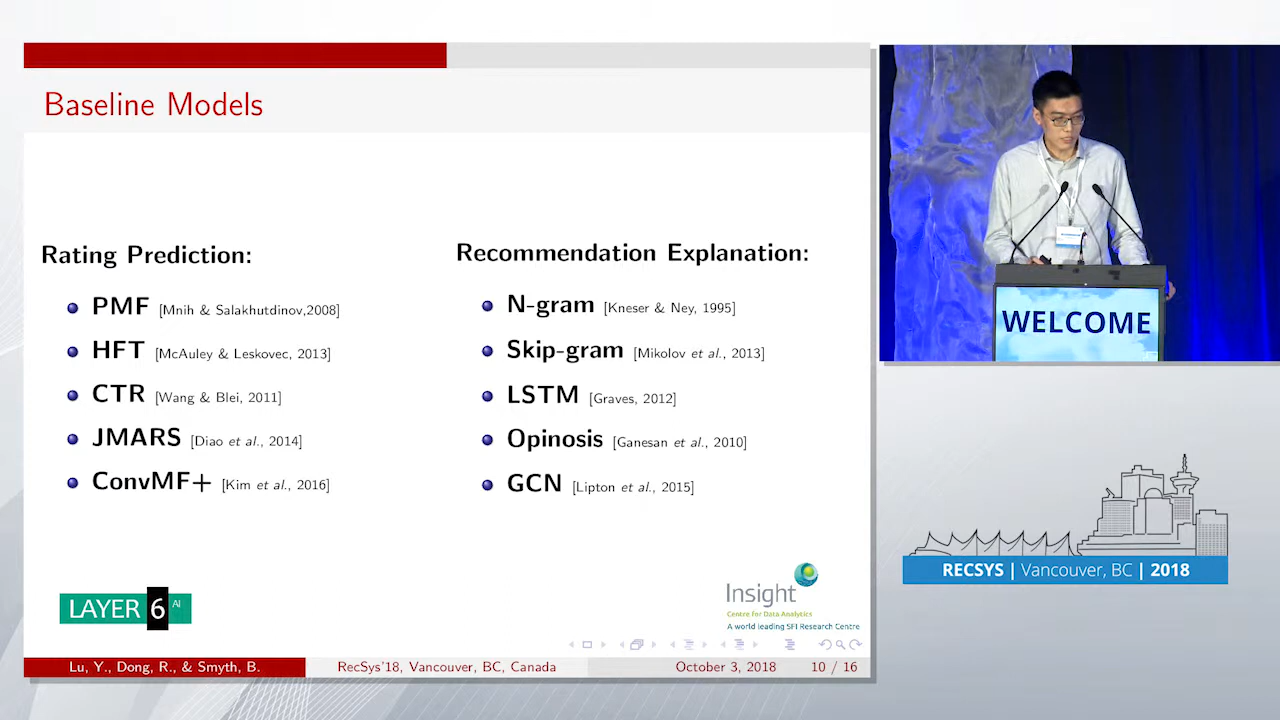 Baseline Models
Rating Prediction:
PMF [Mnih & Salakhutdinov,2008]
HFT [McAuley & Leskovec, 2013]
CTR [Wang & Blei, 2011]
JMARS [Diao et al., 2014]
ConvMF+ [Kim et al., 2016]
Recommendation Explanation:
N-gram [Kneser & Ney, 1995]
Skip-gram [Mikolov et al., 2013]
LSTM [Graves, 2012]
Opinosis [Ganesan et al., 2010]
GCN [Lipton et al., 2015]
LAYER 6 AI
Insight
Centre for Data Analytics
A world leading SFI Research Centre
Lu, Y., Dong, R., & Smyth, B. RecSys'18, Vancouver, BC, Canada October 3, 2018 10 / 16
WELCOME
RECSYS | Vancouver, BC | 2018